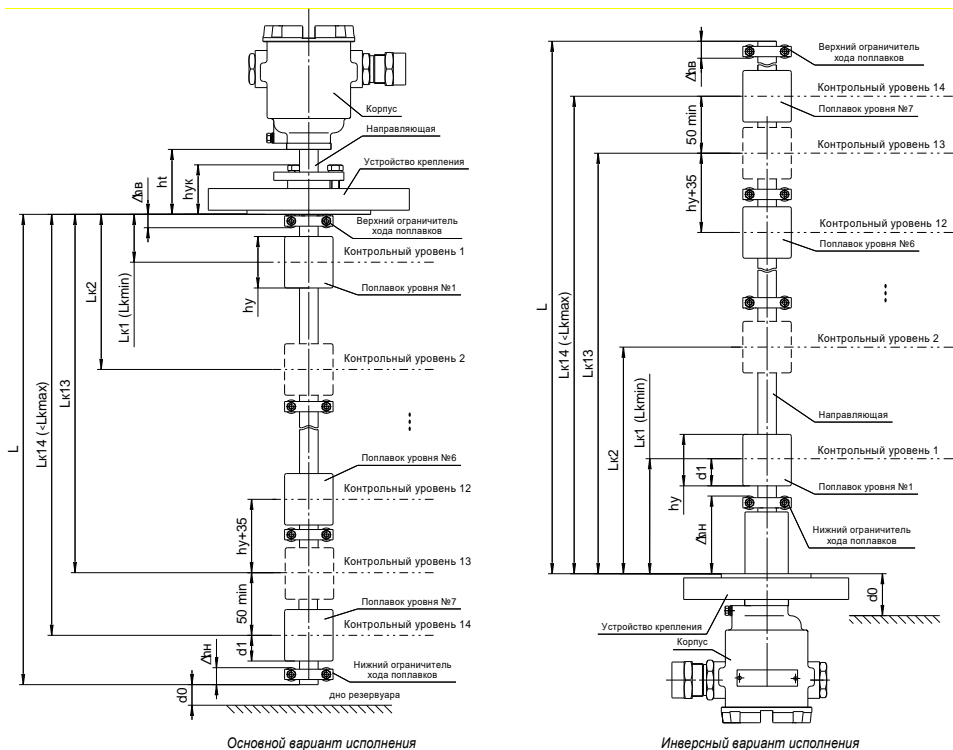 Корпус
Направляющая
Устройство крепления
ht
hук
Δhв
Верхний ограничитель
хода поплавков
Контрольный уровень 1
Поплавок уровня №1
hу
Lк1 (Lkmin)
Lк2
Контрольный уровень 2
Lк13
Lк14 (<Lkmax)
L
Поплавок уровня №6
Контрольный уровень 12
hу+35
Контрольный уровень 13
50 min
Поплавок уровня №7
Контрольный уровень 14
d1
Δhн
Нижний ограничитель
хода поплавков
d0
дно резервуара
Основной вариант исполнения
Верхний ограничитель
хода поплавков
Δhв
Контрольный уровень 14
Поплавок уровня №7
50 min
Контрольный уровень 13
hу+35
Контрольный уровень 12
Поплавок уровня №6
L
Lк14 (<Lkmax)
Lк13
Контрольный уровень 2
Lк2
Lк1 (Lkmin)
Направляющая
Контрольный уровень 1
d1
hу
Поплавок уровня №1
Δhн
Нижний ограничитель
хода поплавков
d0
Устройство крепления
Корпус
Инверсный вариант исполнения